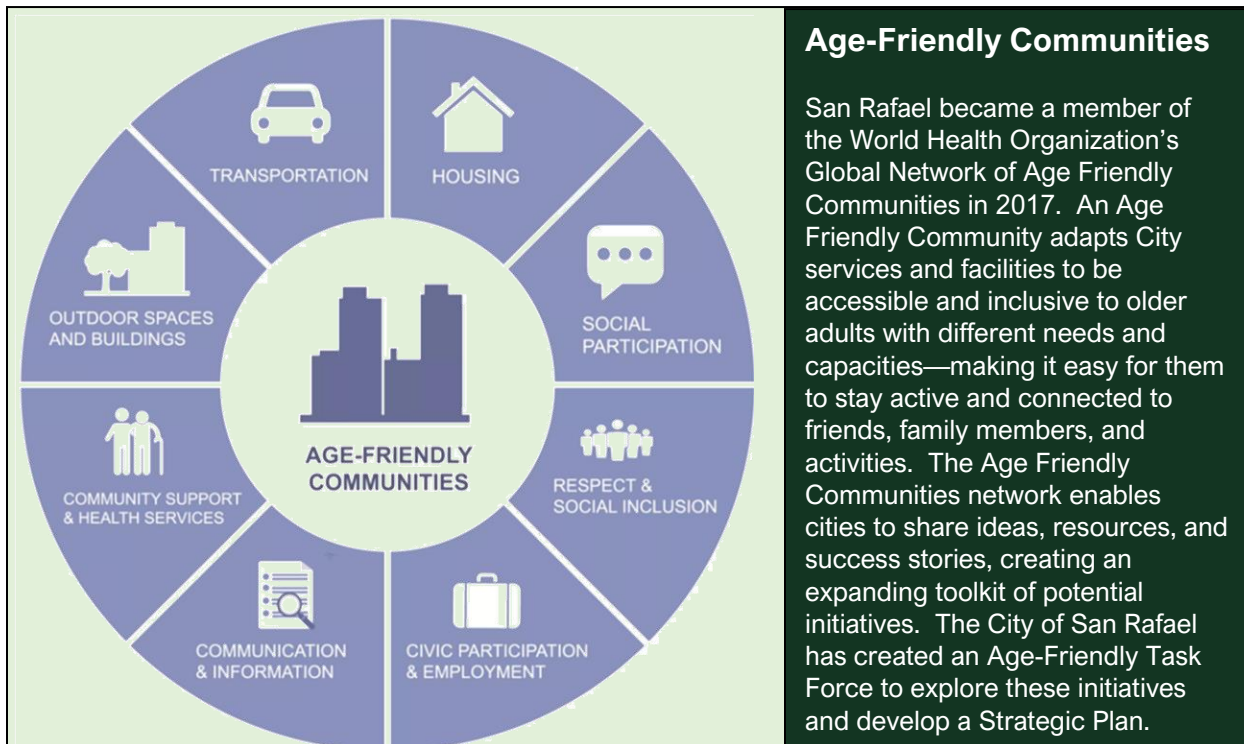 TRANSPORTATION
HOUSING
SOCIAL
PARTICIPATION
RESPECT &
SOCIAL INCLUSION
CIVIC PARTICIPATION
& EMPLOYMENT
COMMUNICATION
& INFORMATION
COMMUNITY SUPPORT
& HEALTH SERVICES
OUTDOOR SPACES
AND BUILDINGS
AGE-FRIENDLY
COMMUNITIES
Age-Friendly Communities
San Rafael became a member of
the World Health Organization’s
Global Network of Age Friendly
Communities in 2017.  An Age
Friendly Community adapts City
services and facilities to be
accessible and inclusive to older
adults with different needs and
capacities—making it easy for them
to stay active and connected to
friends, family members, and
activities.  The Age Friendly
Communities network enables
cities to share ideas, resources, and
success stories, creating an
expanding toolkit of potential
initiatives.  The City of San Rafael
has created an Age-Friendly Task
Force to explore these initiatives
and develop a Strategic Plan.